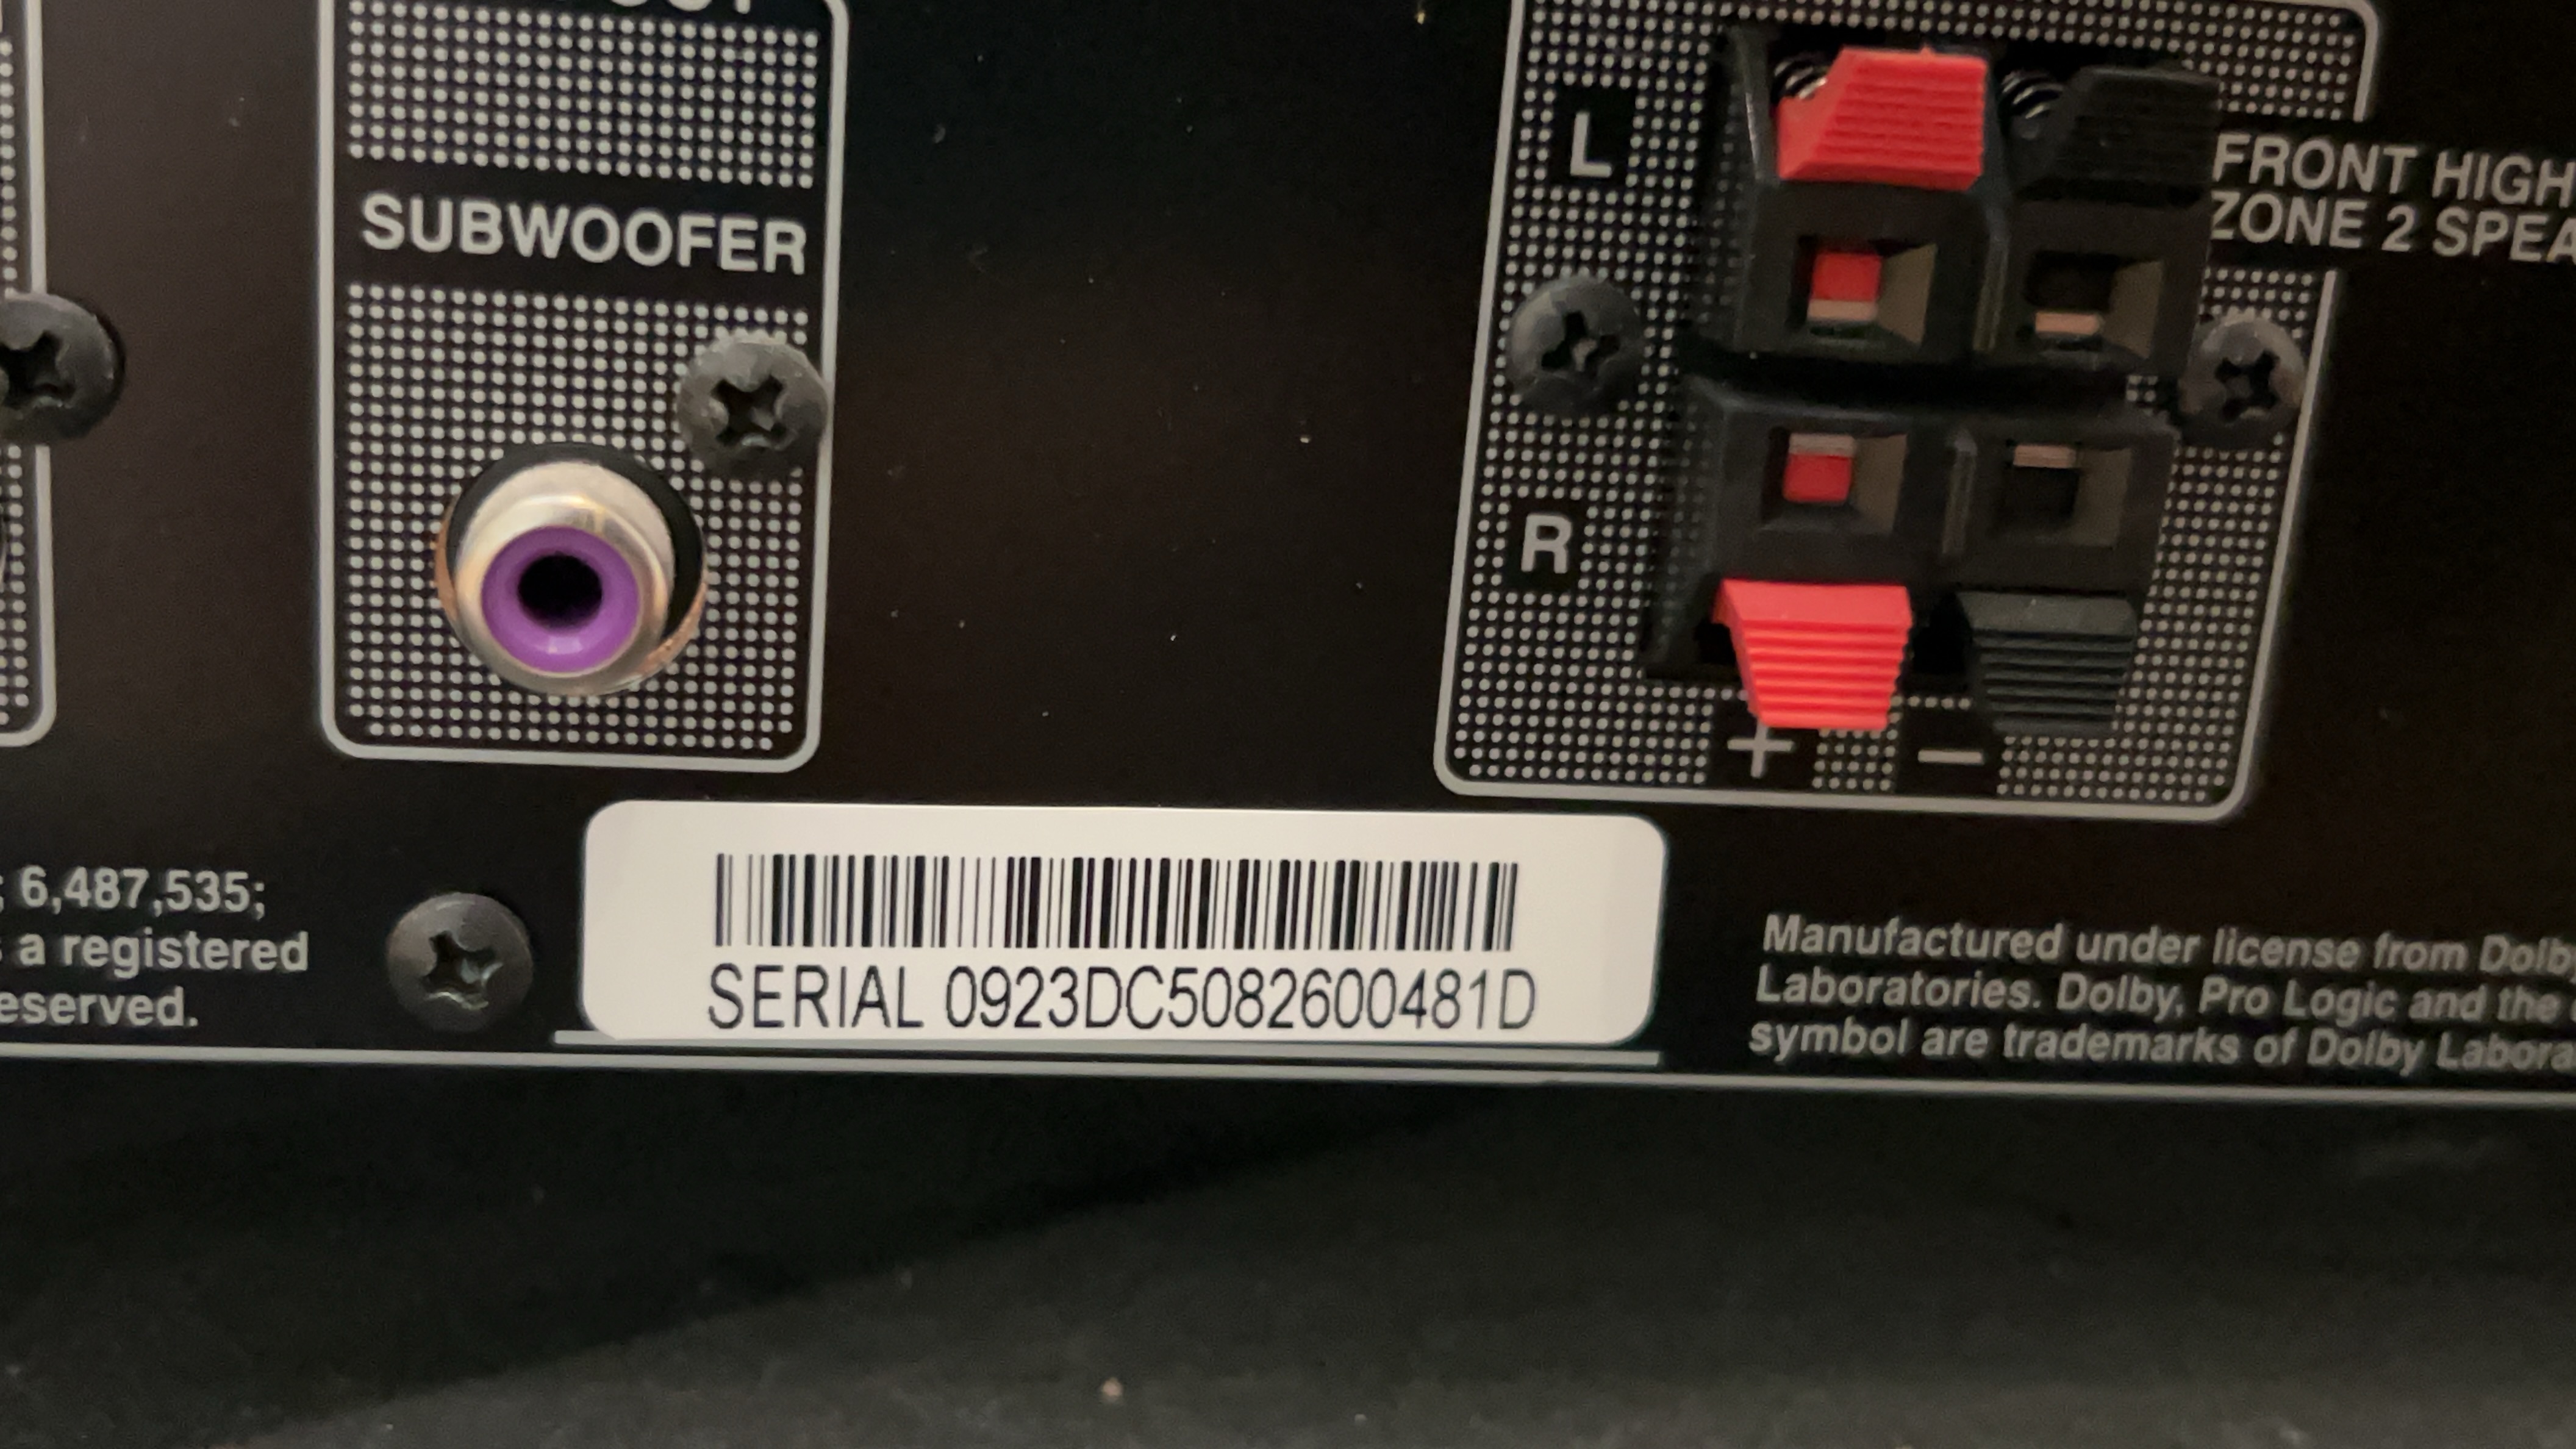 SUBWOOFER
L
FRONT HIGH
ZONE 2 SPEA
R
+ −
; 6,487,535;
a registered
eserved.
SERIAL 0923DC5082600481D
Manufactured under license from Dolby
Laboratories. Dolby, Pro Logic and the
symbol are trademarks of Dolby Labora